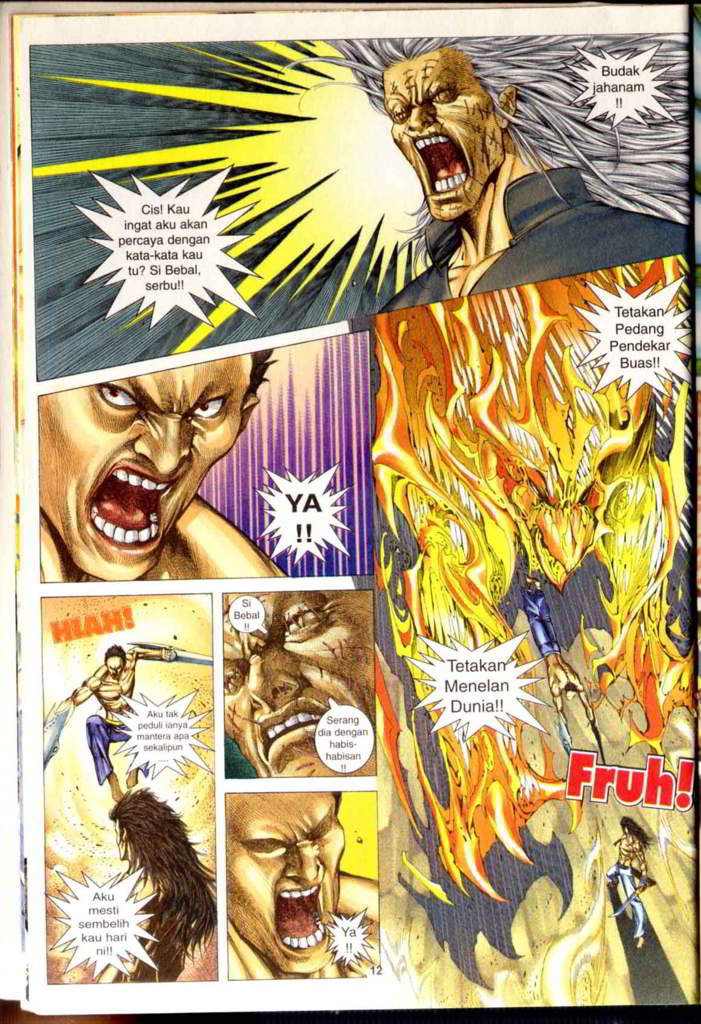 Budak
jahanam
!!
Cis! Kau
ingat aku akan
percaya dengan
kata-kata kau
tu? Si Bebal,
serbu!!
Tetakan
Pedang
Pendekar
Buas!!
YA
!!
Tetakan
Menelan
Dunia!!
Fruh!
HIAH!
Aku tak
peduli ianya
mantera apa
sekalipun
....
Aku
mesti
sembelih
kau hari
ni!!
Si
Bebal
!!
Serang
dia dengan
habis-
habisan
!!
Ya
!!
12